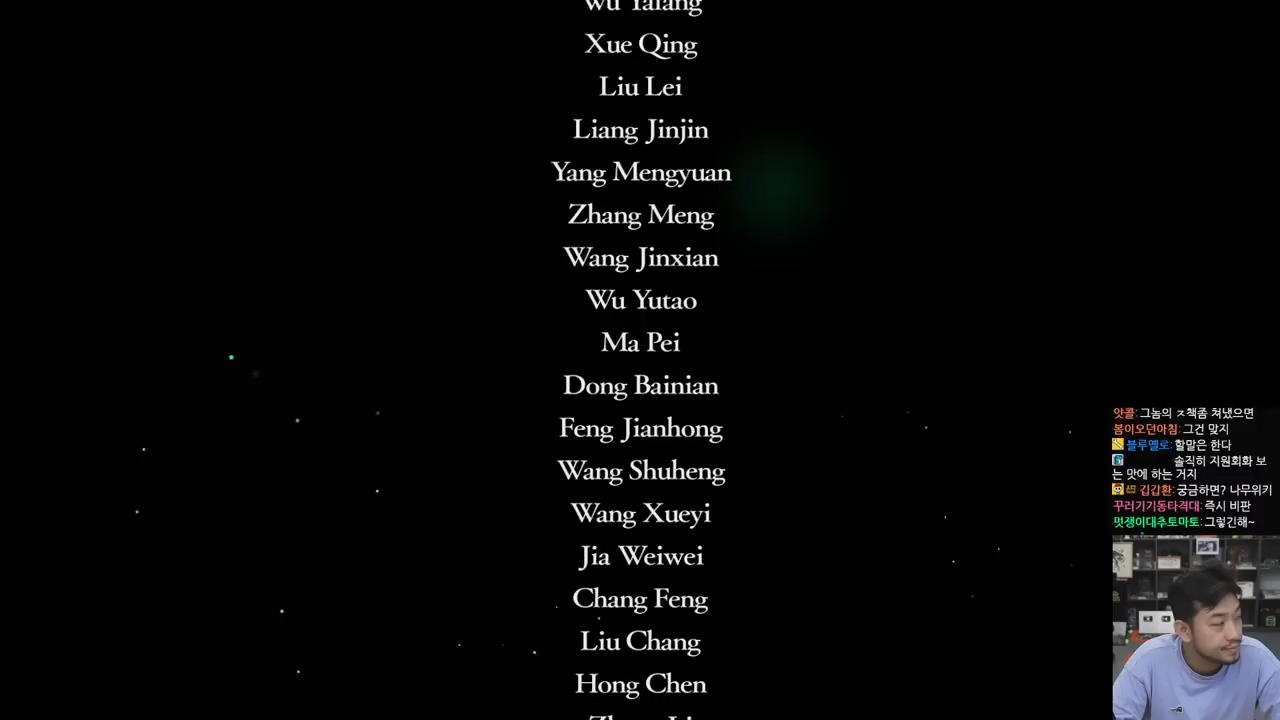 Wu Yalang
Xue Qing
Liu Lei
Liang Jinjin
Yang Mengyuan
Zhang Meng
Wang Jinxian
Wu Yutao
Ma Pei
Dong Bainian
Feng Jianhong
Wang Shuheng
Wang Xueyi
Jia Weiwei
Chang Feng
Liu Chang
Hong Chen
앗콜: 그놈의 ㅈ책좀 쳐냈으면
봄이오던아침: 그건 맞지
블루옐로: 할말은 한다
솔직히 지원회화 보
는 맛에 하는 거지
김갑환: 궁금하면? 나무위키
꾸러기기동타격대: 즉시 비판
멋쟁이대추토마토: 그렇긴해~